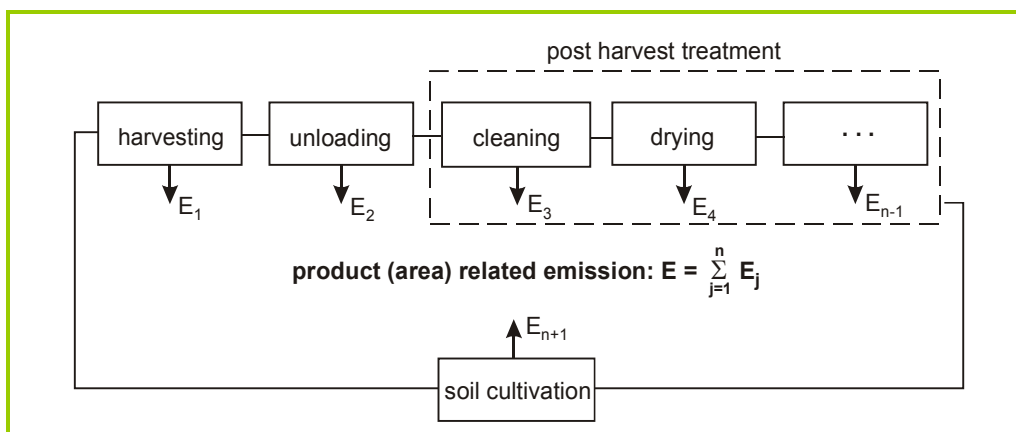 post harvest treatment
harvesting unloading cleaning drying . . .
E₁ E₂ E₃ E₄ Eₙ₋₁
product (area) related emission: E = n Σ j=1 Eⱼ
Eₙ₊₁
soil cultivation